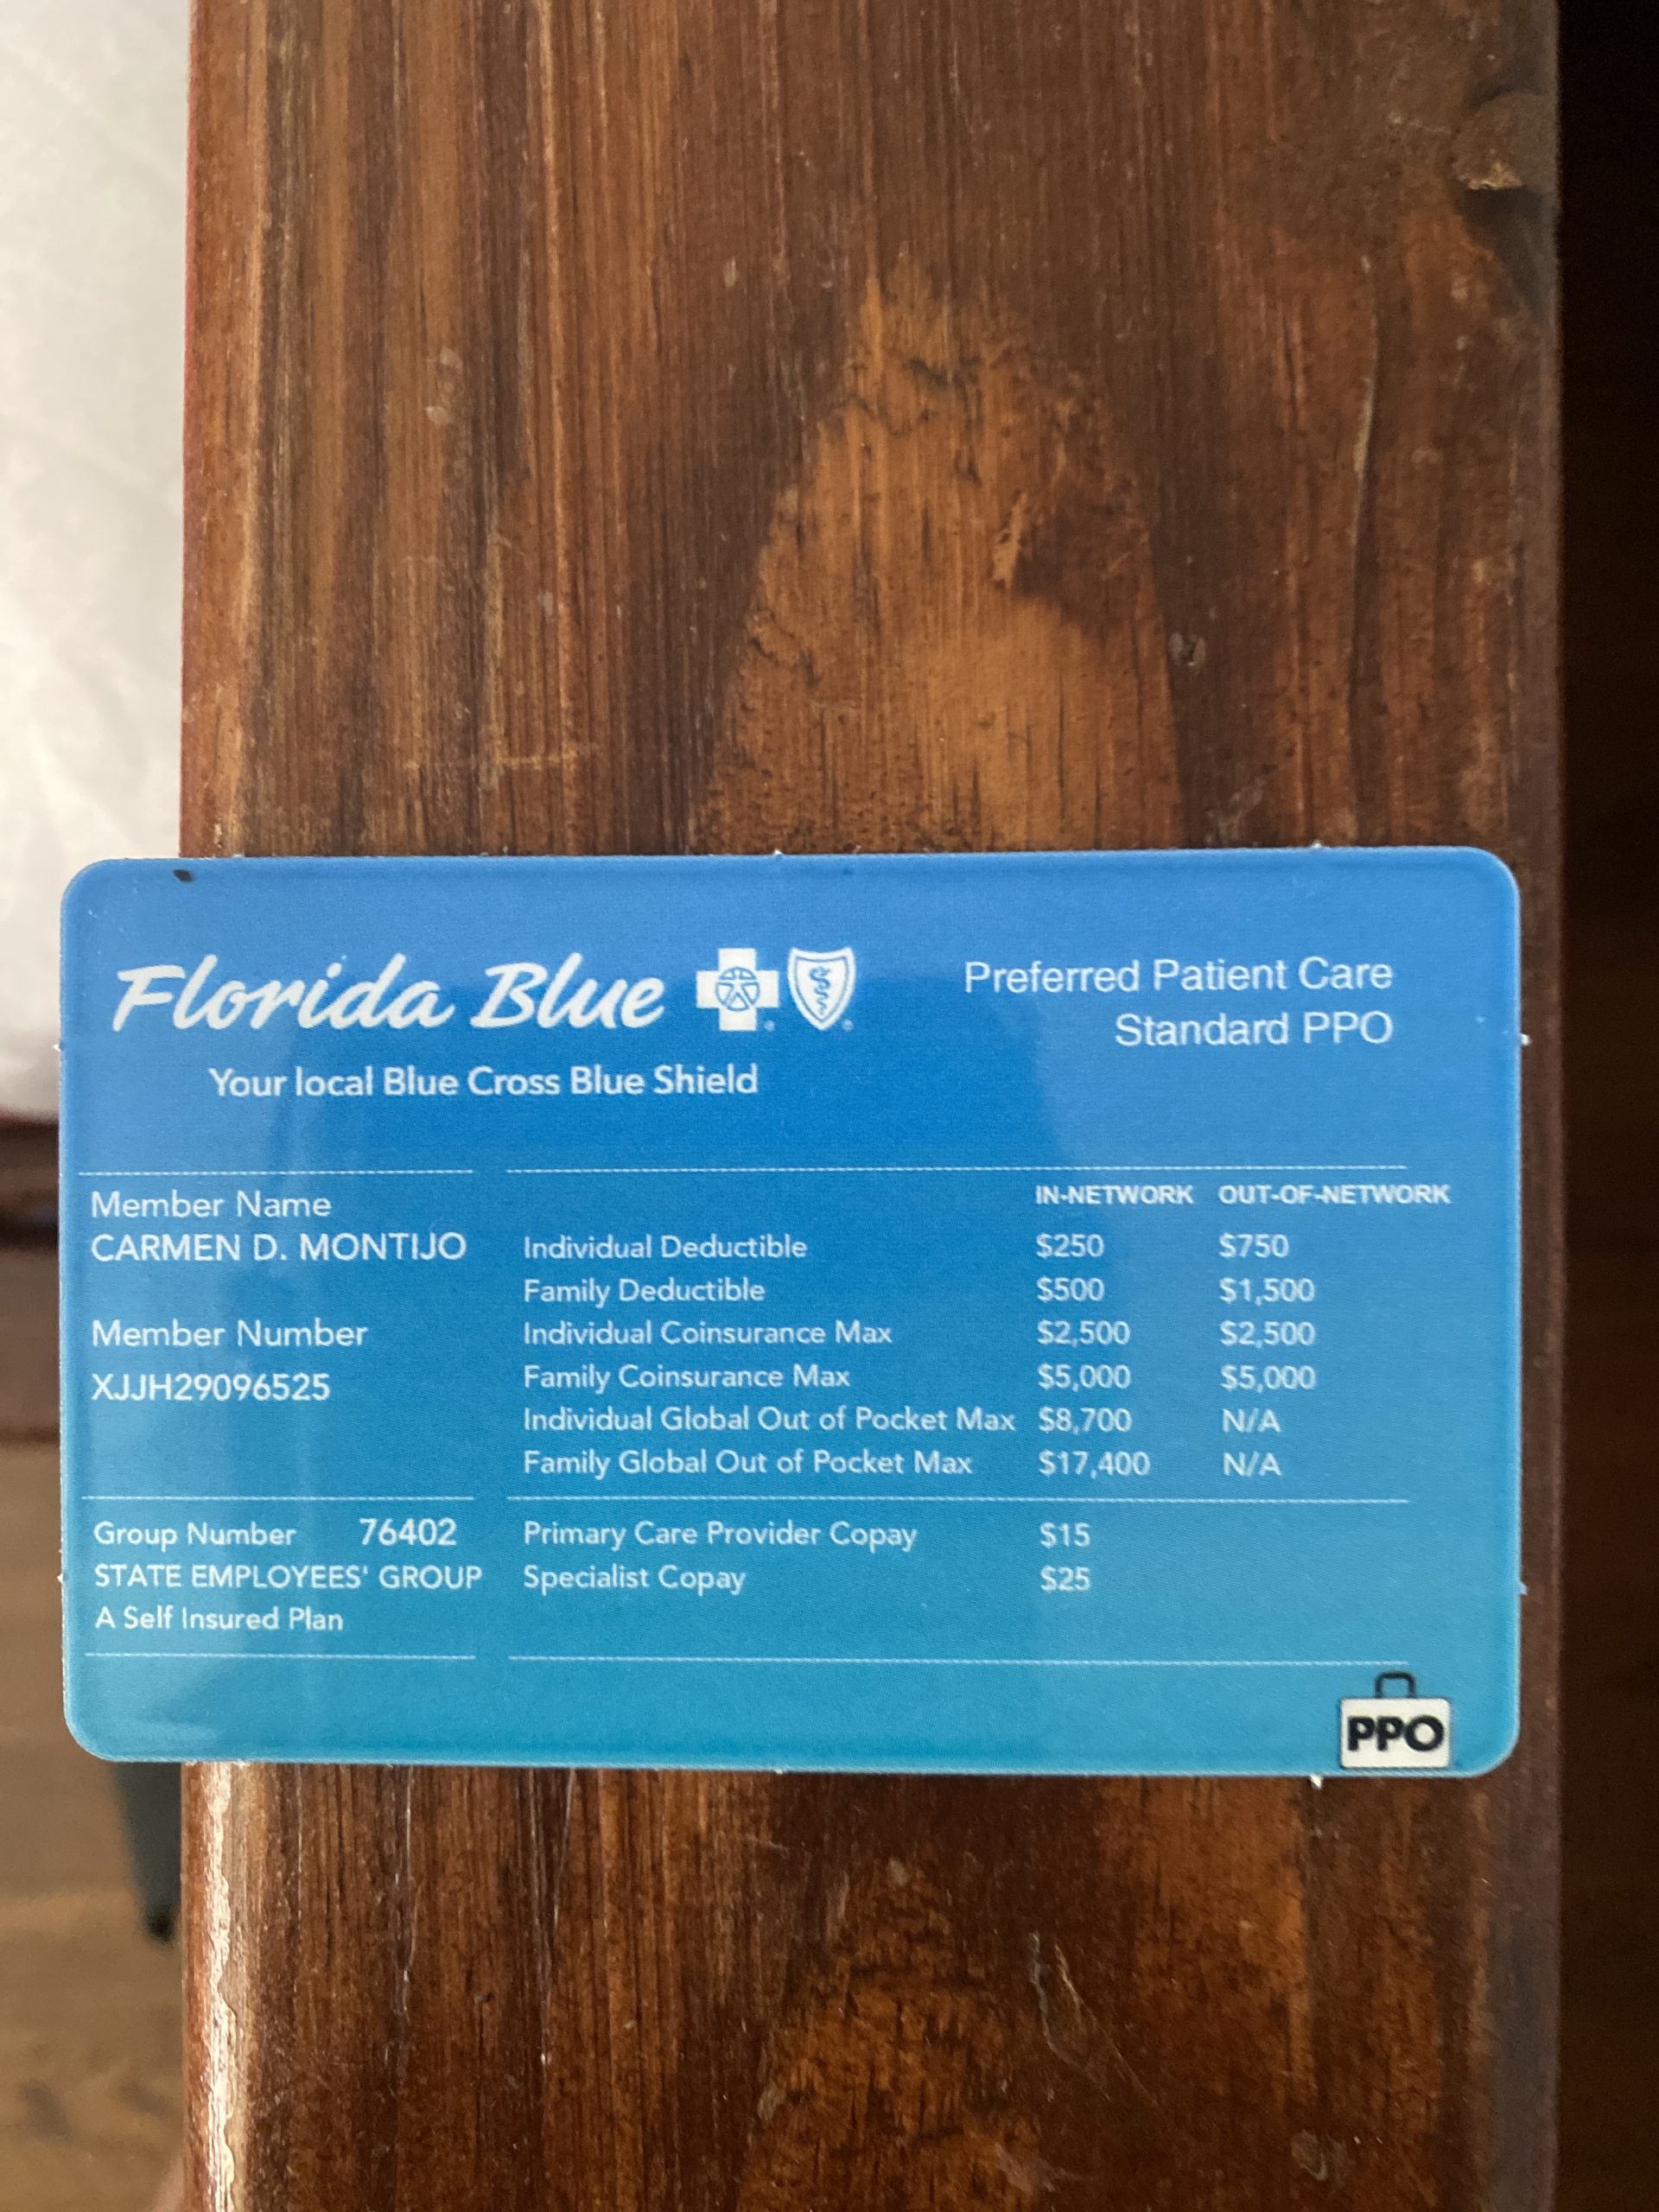 Florida Blue
Your local Blue Cross Blue Shield
Preferred Patient Care
Standard PPO
Member Name
CARMEN D. MONTIJO
Member Number
XJJH29096525
Group Number 76402
STATE EMPLOYEES' GROUP
A Self Insured Plan
IN-NETWORK OUT-OF-NETWORK
Individual Deductible $250 $750
Family Deductible $500 $1,500
Individual Coinsurance Max $2,500 $2,500
Family Coinsurance Max $5,000 $5,000
Individual Global Out of Pocket Max $8,700 N/A
Family Global Out of Pocket Max $17,400 N/A
Primary Care Provider Copay $15
Specialist Copay $25
PPO